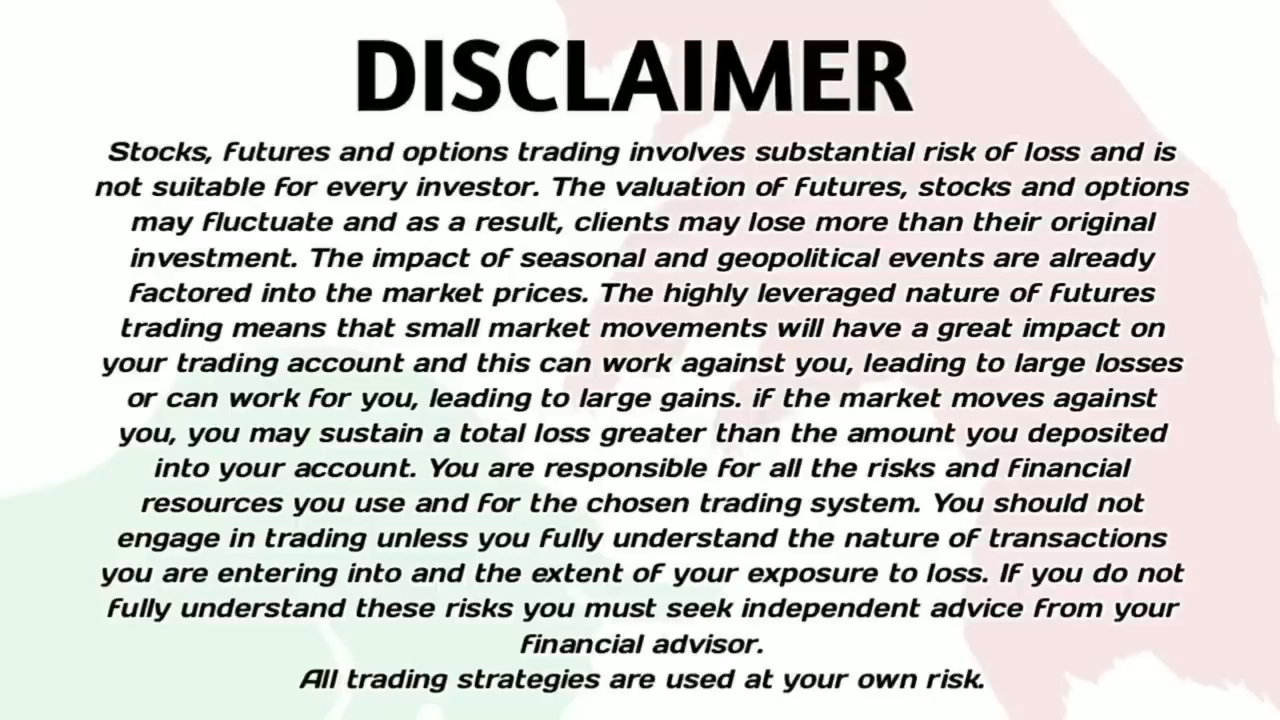 DISCLAIMER
Stocks, futures and options trading involves substantial risk of loss and is
not suitable for every investor. The valuation of futures, stocks and options
may fluctuate and as a result, clients may lose more than their original
investment. The impact of seasonal and geopolitical events are already
factored into the market prices. The highly leveraged nature of futures
trading means that small market movements will have a great impact on
your trading account and this can work against you, leading to large losses
or can work for you, leading to large gains. if the market moves against
you, you may sustain a total loss greater than the amount you deposited
into your account. You are responsible for all the risks and financial
resources you use and for the chosen trading system. You should not
engage in trading unless you fully understand the nature of transactions
you are entering into and the extent of your exposure to loss. If you do not
fully understand these risks you must seek independent advice from your
financial advisor.
All trading strategies are used at your own risk.